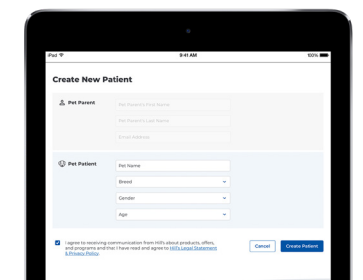 iPad
9:41 AM
100%
Create New Patient
Pet Parent
Pet Parent's First Name
Pet Parent's Last Name
Email Address
Pet Patient
Pet Name
Breed
Gender
Age
I agree to receiving communication from Hill's about products, offers,
and programs and that I have read and agree to Hill's Legal Statement
& Privacy Policy.
Cancel
Create Patient